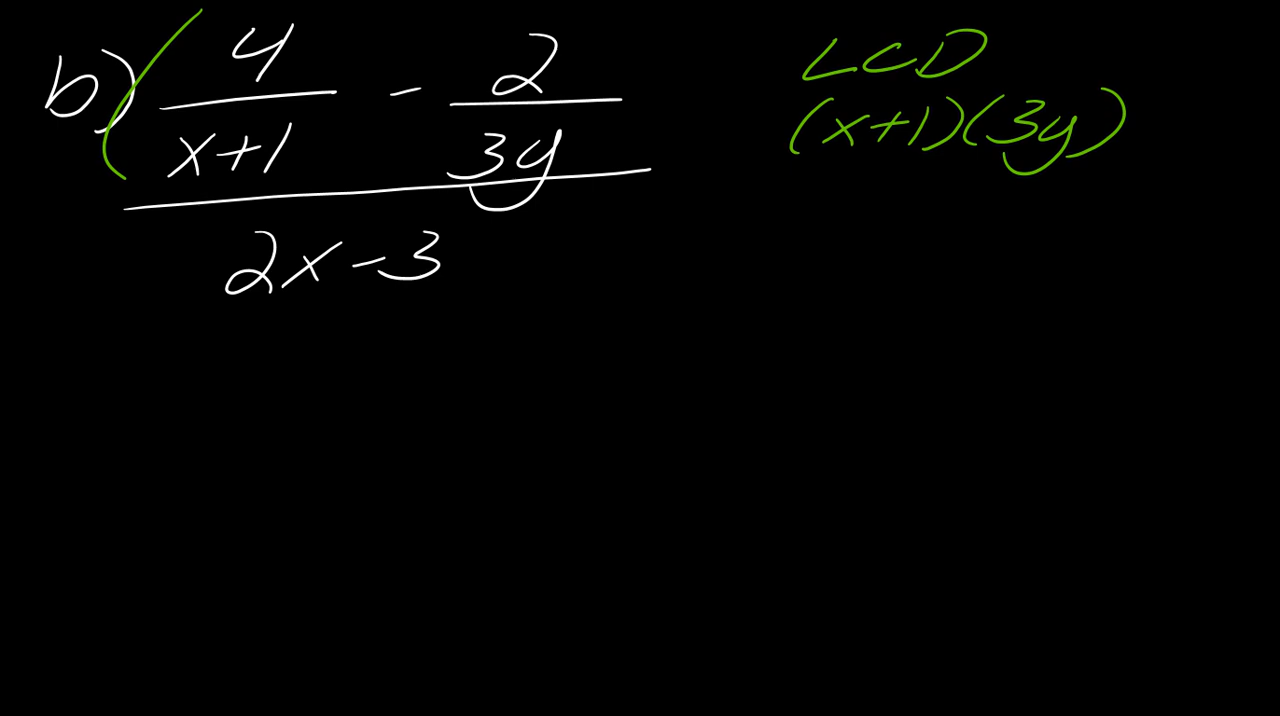 b) ( 4/(x+1) - 2/(3y)
2x-3
LCD
(x+1)(3y)